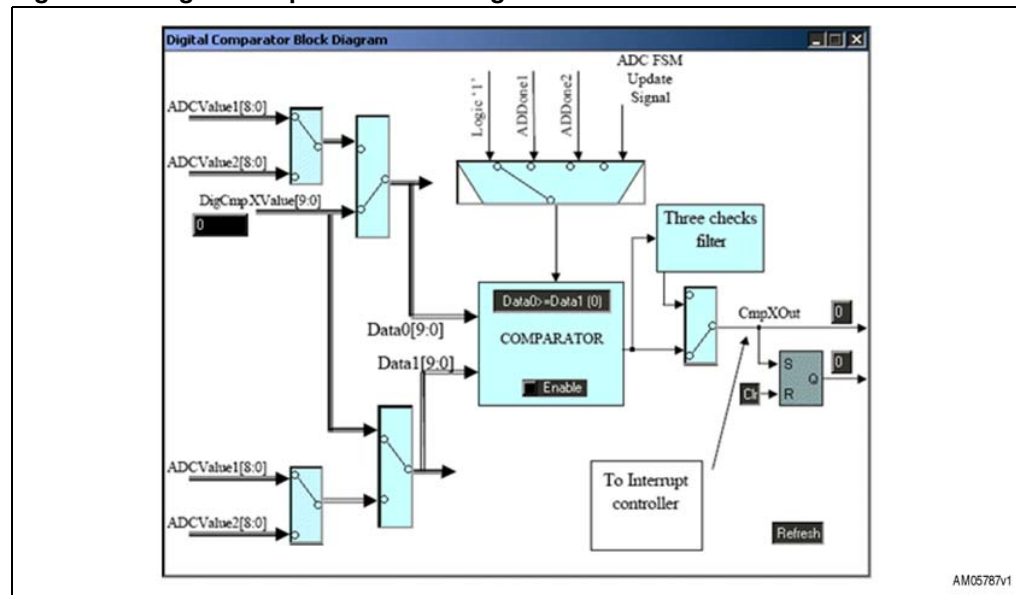 Digital Comparator Block Diagram
ADC FSM
Update
Signal
Logic '1'
ADDone1
ADDone2
ADCValue1[8:0]
ADCValue2[8:0]
DigCmpXValue[9:0]
0
Three checks
filter
Data0>=Data1 (0)
COMPARATOR
Enable
Data0[9:0]
Data1[9:0]
CmpXOut
0
0
S
Q
Clr
R
ADCValue1[8:0]
ADCValue2[8:0]
To Interrupt
controller
Refresh
AM05787v1